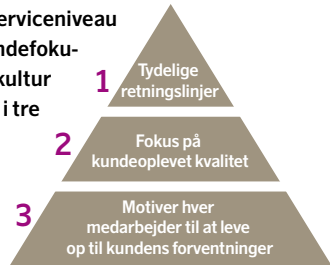 erviceniveau
ndefoku-
kultur
i tre
1
Tydelige
retningslinjer
2
Fokus på
kundeoplevet kvalitet
3
Motiver hver
medarbejder til at leve
op til kundens forventninger